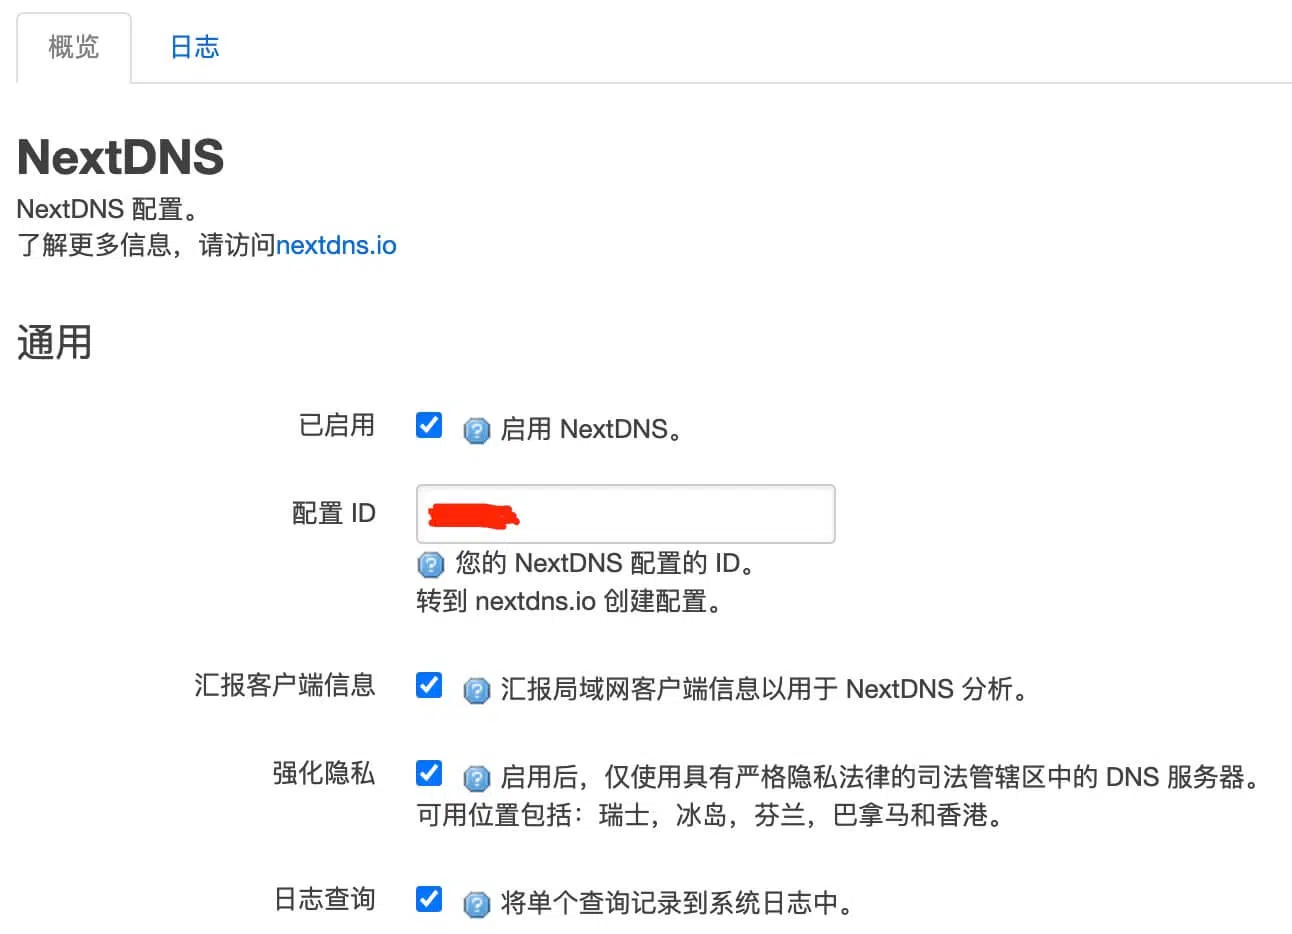 概览
日志
NextDNS
NextDNS 配置。
了解更多信息，请访问nextdns.io
通用
已启用
启用 NextDNS。
配置 ID
您的 NextDNS 配置的 ID。
转到 nextdns.io 创建配置。
汇报客户端信息
汇报局域网客户端信息以用于 NextDNS 分析。
强化隐私
启用后，仅使用具有严格隐私法律的司法管辖区中的 DNS 服务器。
可用位置包括：瑞士，冰岛，芬兰，巴拿马和香港。
日志查询
将单个查询记录到系统日志中。